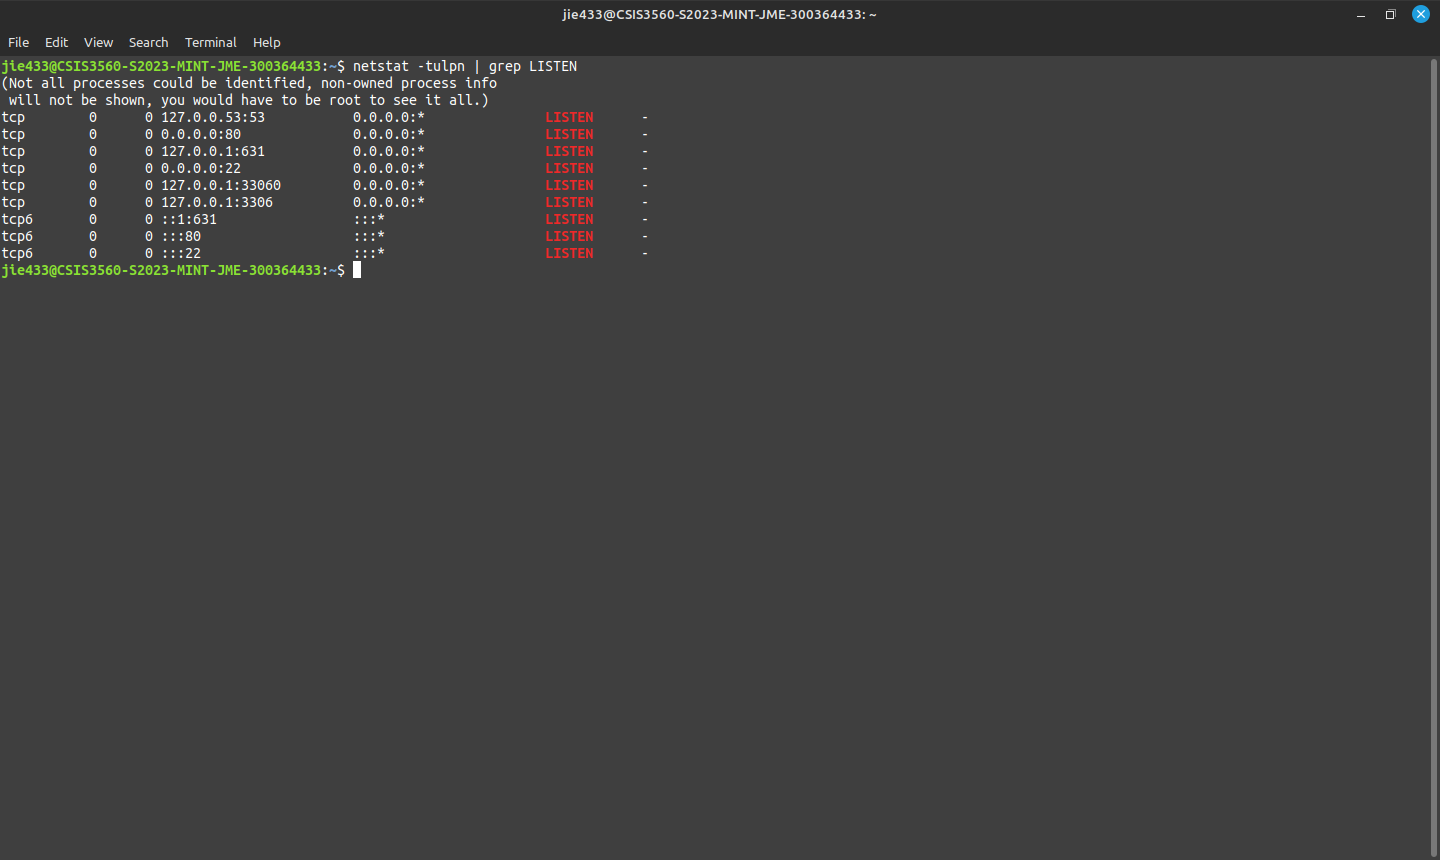 jie433@CSIS3560-S2023-MINT-JME-300364433: ~
File Edit View Search Terminal Help
jie433@CSIS3560-S2023-MINT-JME-300364433:~$ netstat -tulpn | grep LISTEN
(Not all processes could be identified, non-owned process info
 will not be shown, you would have to be root to see it all.)
tcp        0      0 127.0.0.53:53           0.0.0.0:*               LISTEN      -
tcp        0      0 0.0.0.0:80              0.0.0.0:*               LISTEN      -
tcp        0      0 127.0.0.1:631           0.0.0.0:*               LISTEN      -
tcp        0      0 0.0.0.0:22              0.0.0.0:*               LISTEN      -
tcp        0      0 127.0.0.1:33060         0.0.0.0:*               LISTEN      -
tcp        0      0 127.0.0.1:3306          0.0.0.0:*               LISTEN      -
tcp6       0      0 ::1:631                 :::*                    LISTEN      -
tcp6       0      0 :::80                   :::*                    LISTEN      -
tcp6       0      0 :::22                   :::*                    LISTEN      -
jie433@CSIS3560-S2023-MINT-JME-300364433:~$